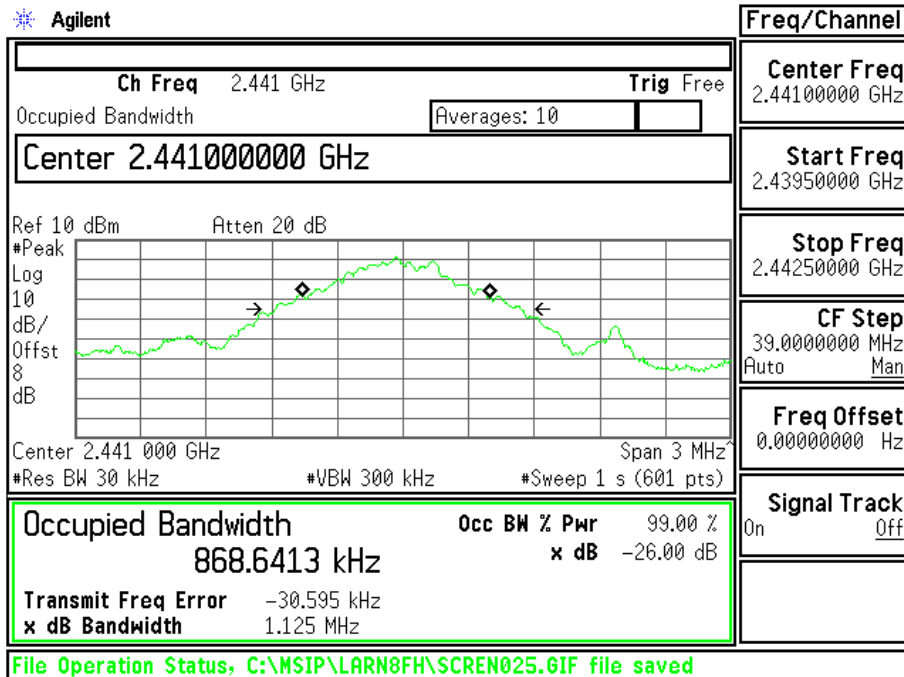 Agilent
Freq/Channel
Ch Freq 2.441 GHz Trig Free
Occupied Bandwidth Averages: 10
Center 2.441000000 GHz
Ref 10 dBm Atten 20 dB
#Peak
Log
10
dB/
Offst
8
dB
Center 2.441 000 GHz Span 3 MHz^
#Res BW 30 kHz #VBW 300 kHz #Sweep 1 s (601 pts)
Occupied Bandwidth
868.6413 kHz
Occ BW % Pwr 99.00 %
x dB -26.00 dB
Transmit Freq Error -30.595 kHz
x dB Bandwidth 1.125 MHz
File Operation Status, C:\MSIP\LARN8FH\SCREN025.GIF file saved
Center Freq
2.44100000 GHz
Start Freq
2.43950000 GHz
Stop Freq
2.44250000 GHz
CF Step
39.0000000 MHz
Auto Man
Freq Offset
0.00000000 Hz
Signal Track
On Off